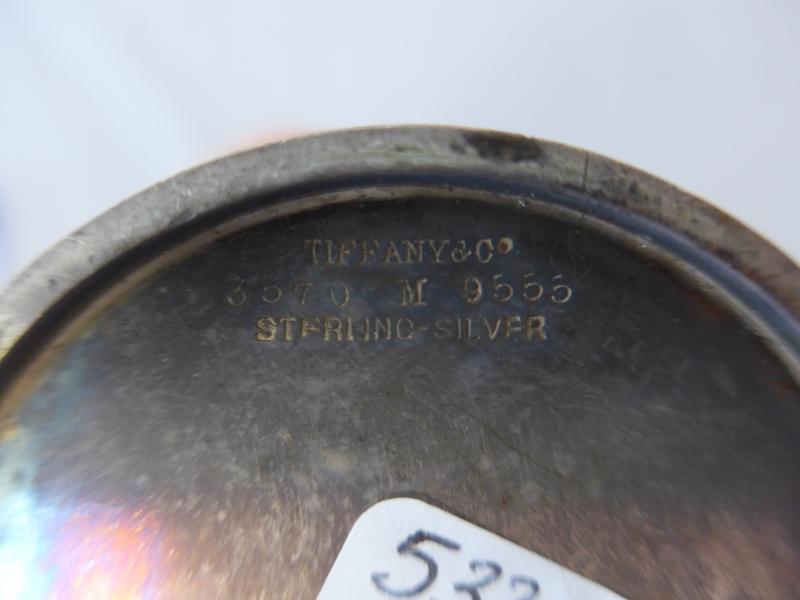 TIFFANY&Co
3570 M 9555
STERLING-SILVER